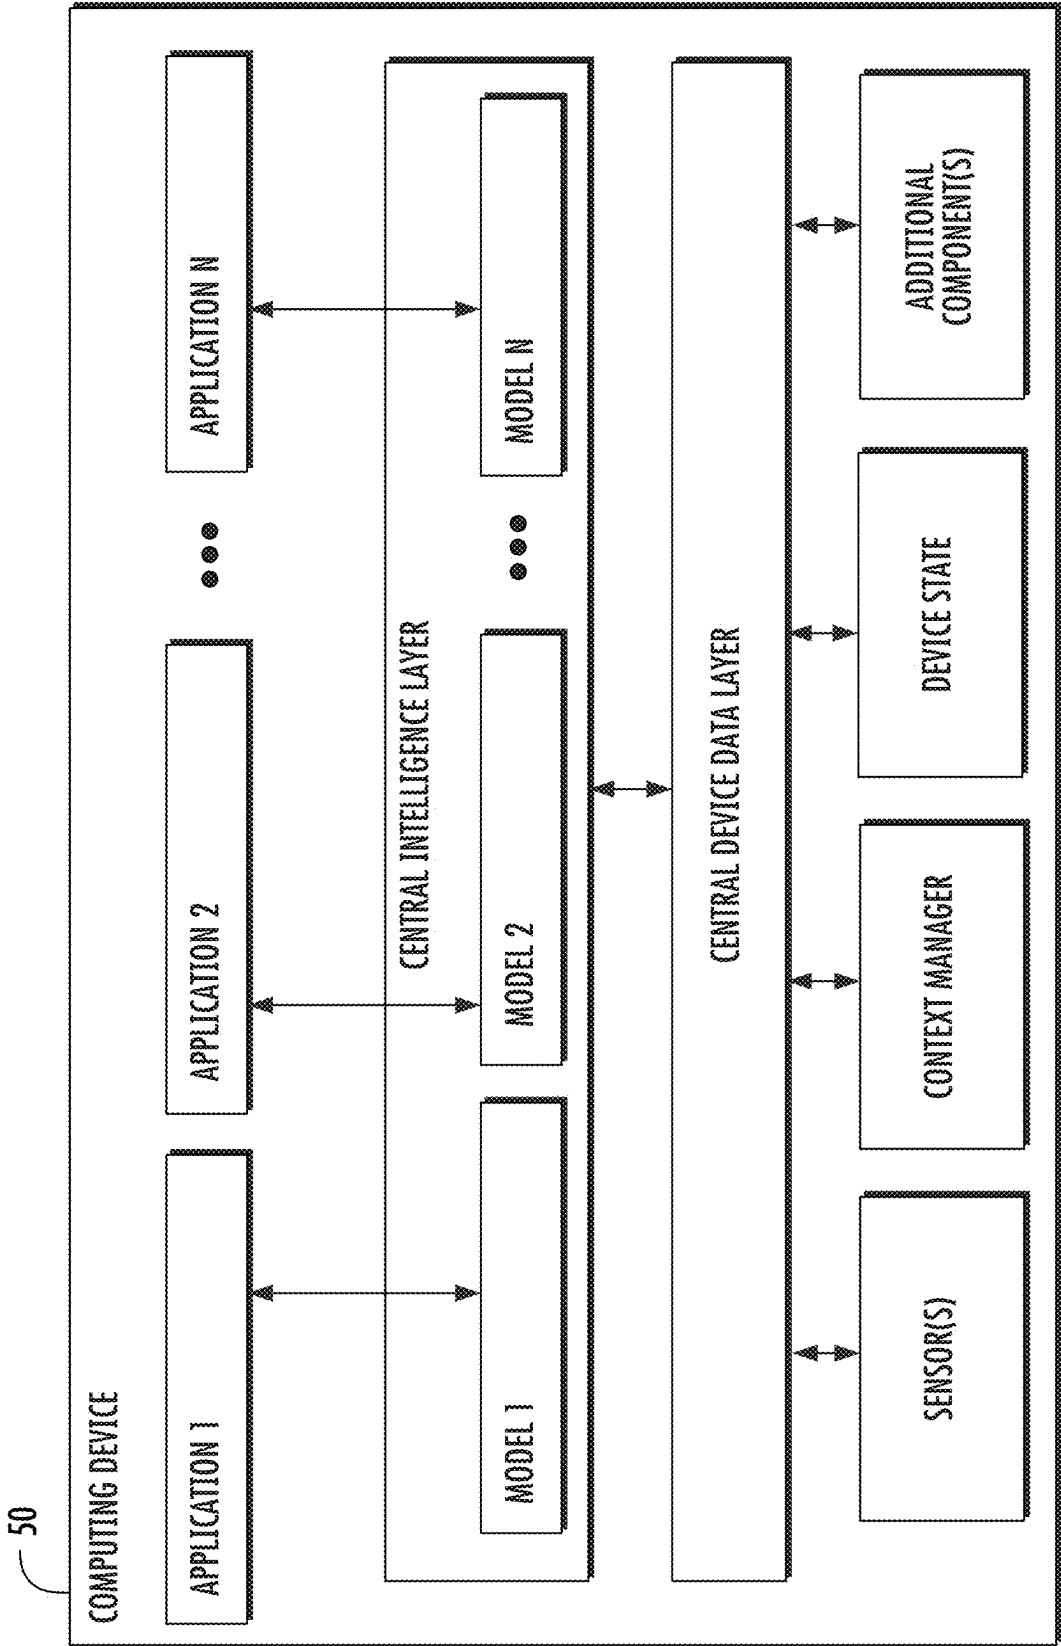 50
COMPUTING DEVICE
APPLICATION 1
APPLICATION 2
APPLICATION N
CENTRAL INTELLIGENCE LAYER
MODEL 1
MODEL 2
MODEL N
CENTRAL DEVICE DATA LAYER
SENSOR(S)
CONTEXT MANAGER
DEVICE STATE
ADDITIONAL
COMPONENT(S)